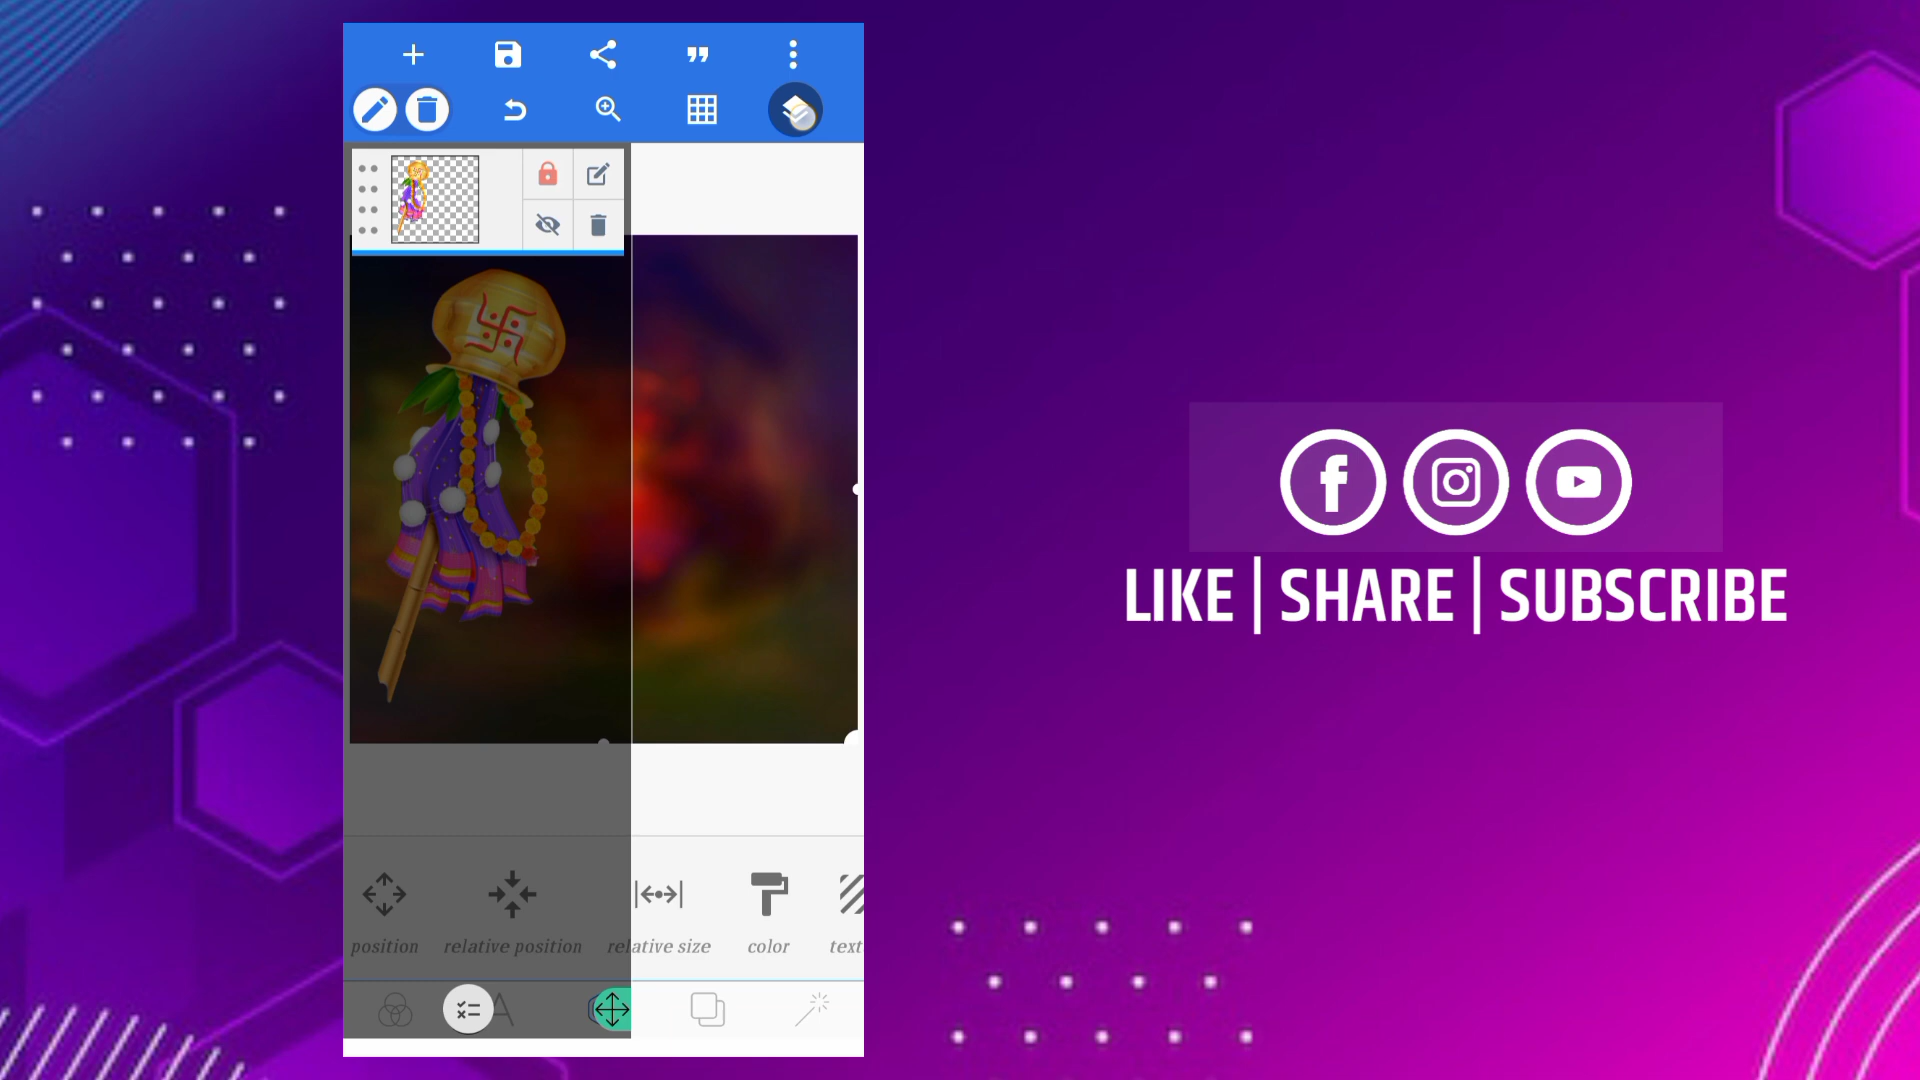 position
relative position
relative size
color
text
LIKE | SHARE | SUBSCRIBE